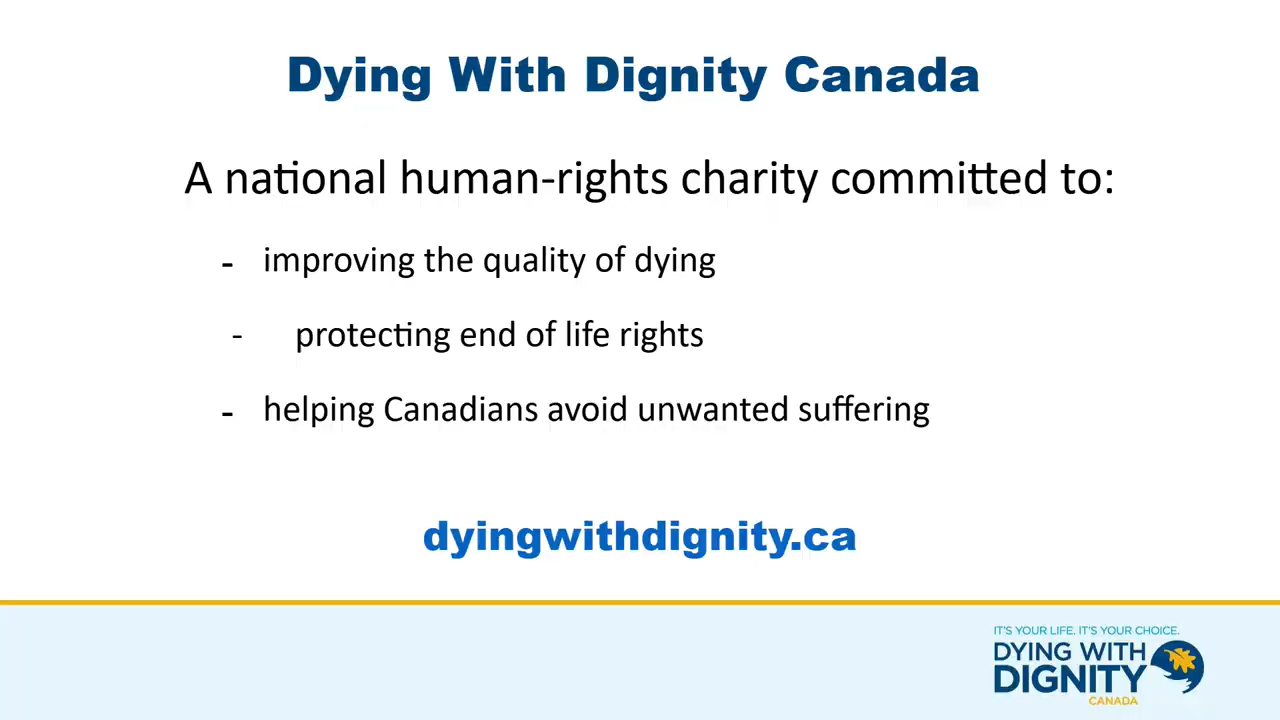 Dying With Dignity Canada
A national human-rights charity committed to:
- improving the quality of dying
- protecting end of life rights
- helping Canadians avoid unwanted suffering
dyingwithdignity.ca
IT'S YOUR LIFE. IT'S YOUR CHOICE.
DYING WITH
DIGNITY
CANADA